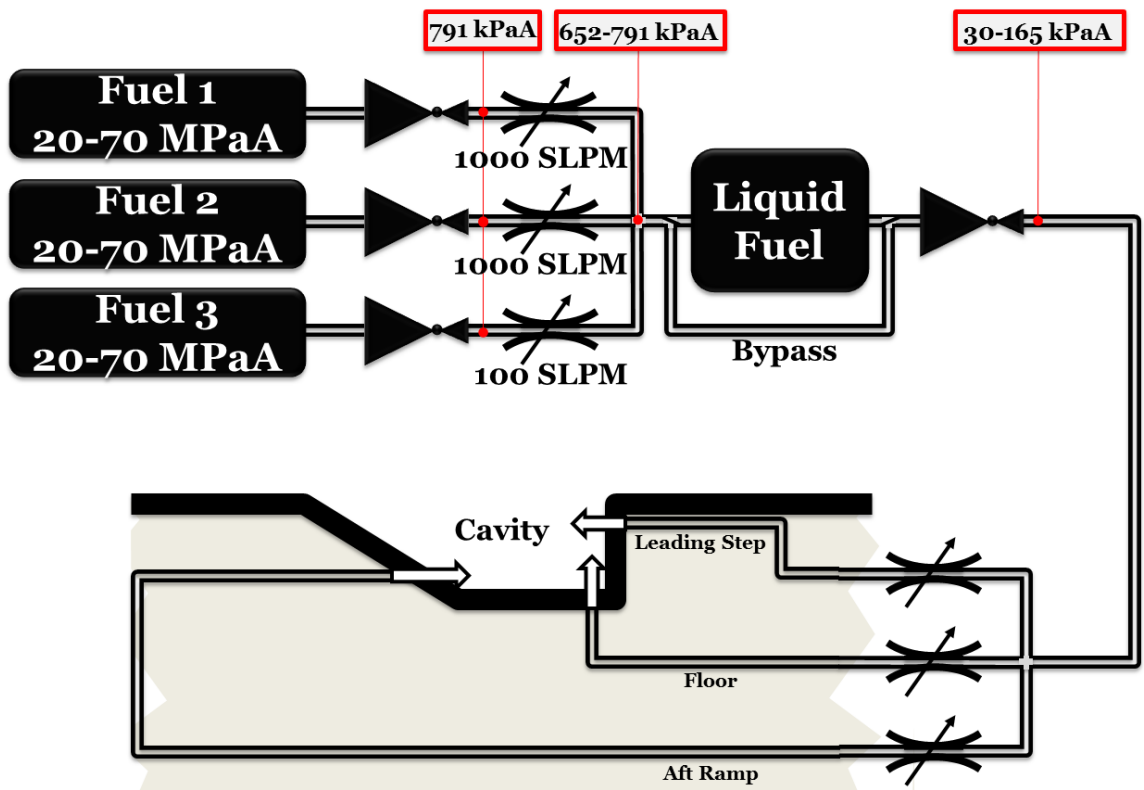 791 kPaA
652-791 kPaA
30-165 kPaA
Fuel 1
20-70 MPaA
1000 SLPM
Fuel 2
20-70 MPaA
1000 SLPM
Liquid
Fuel
Fuel 3
20-70 MPaA
100 SLPM
Bypass
Cavity
Leading Step
Floor
Aft Ramp